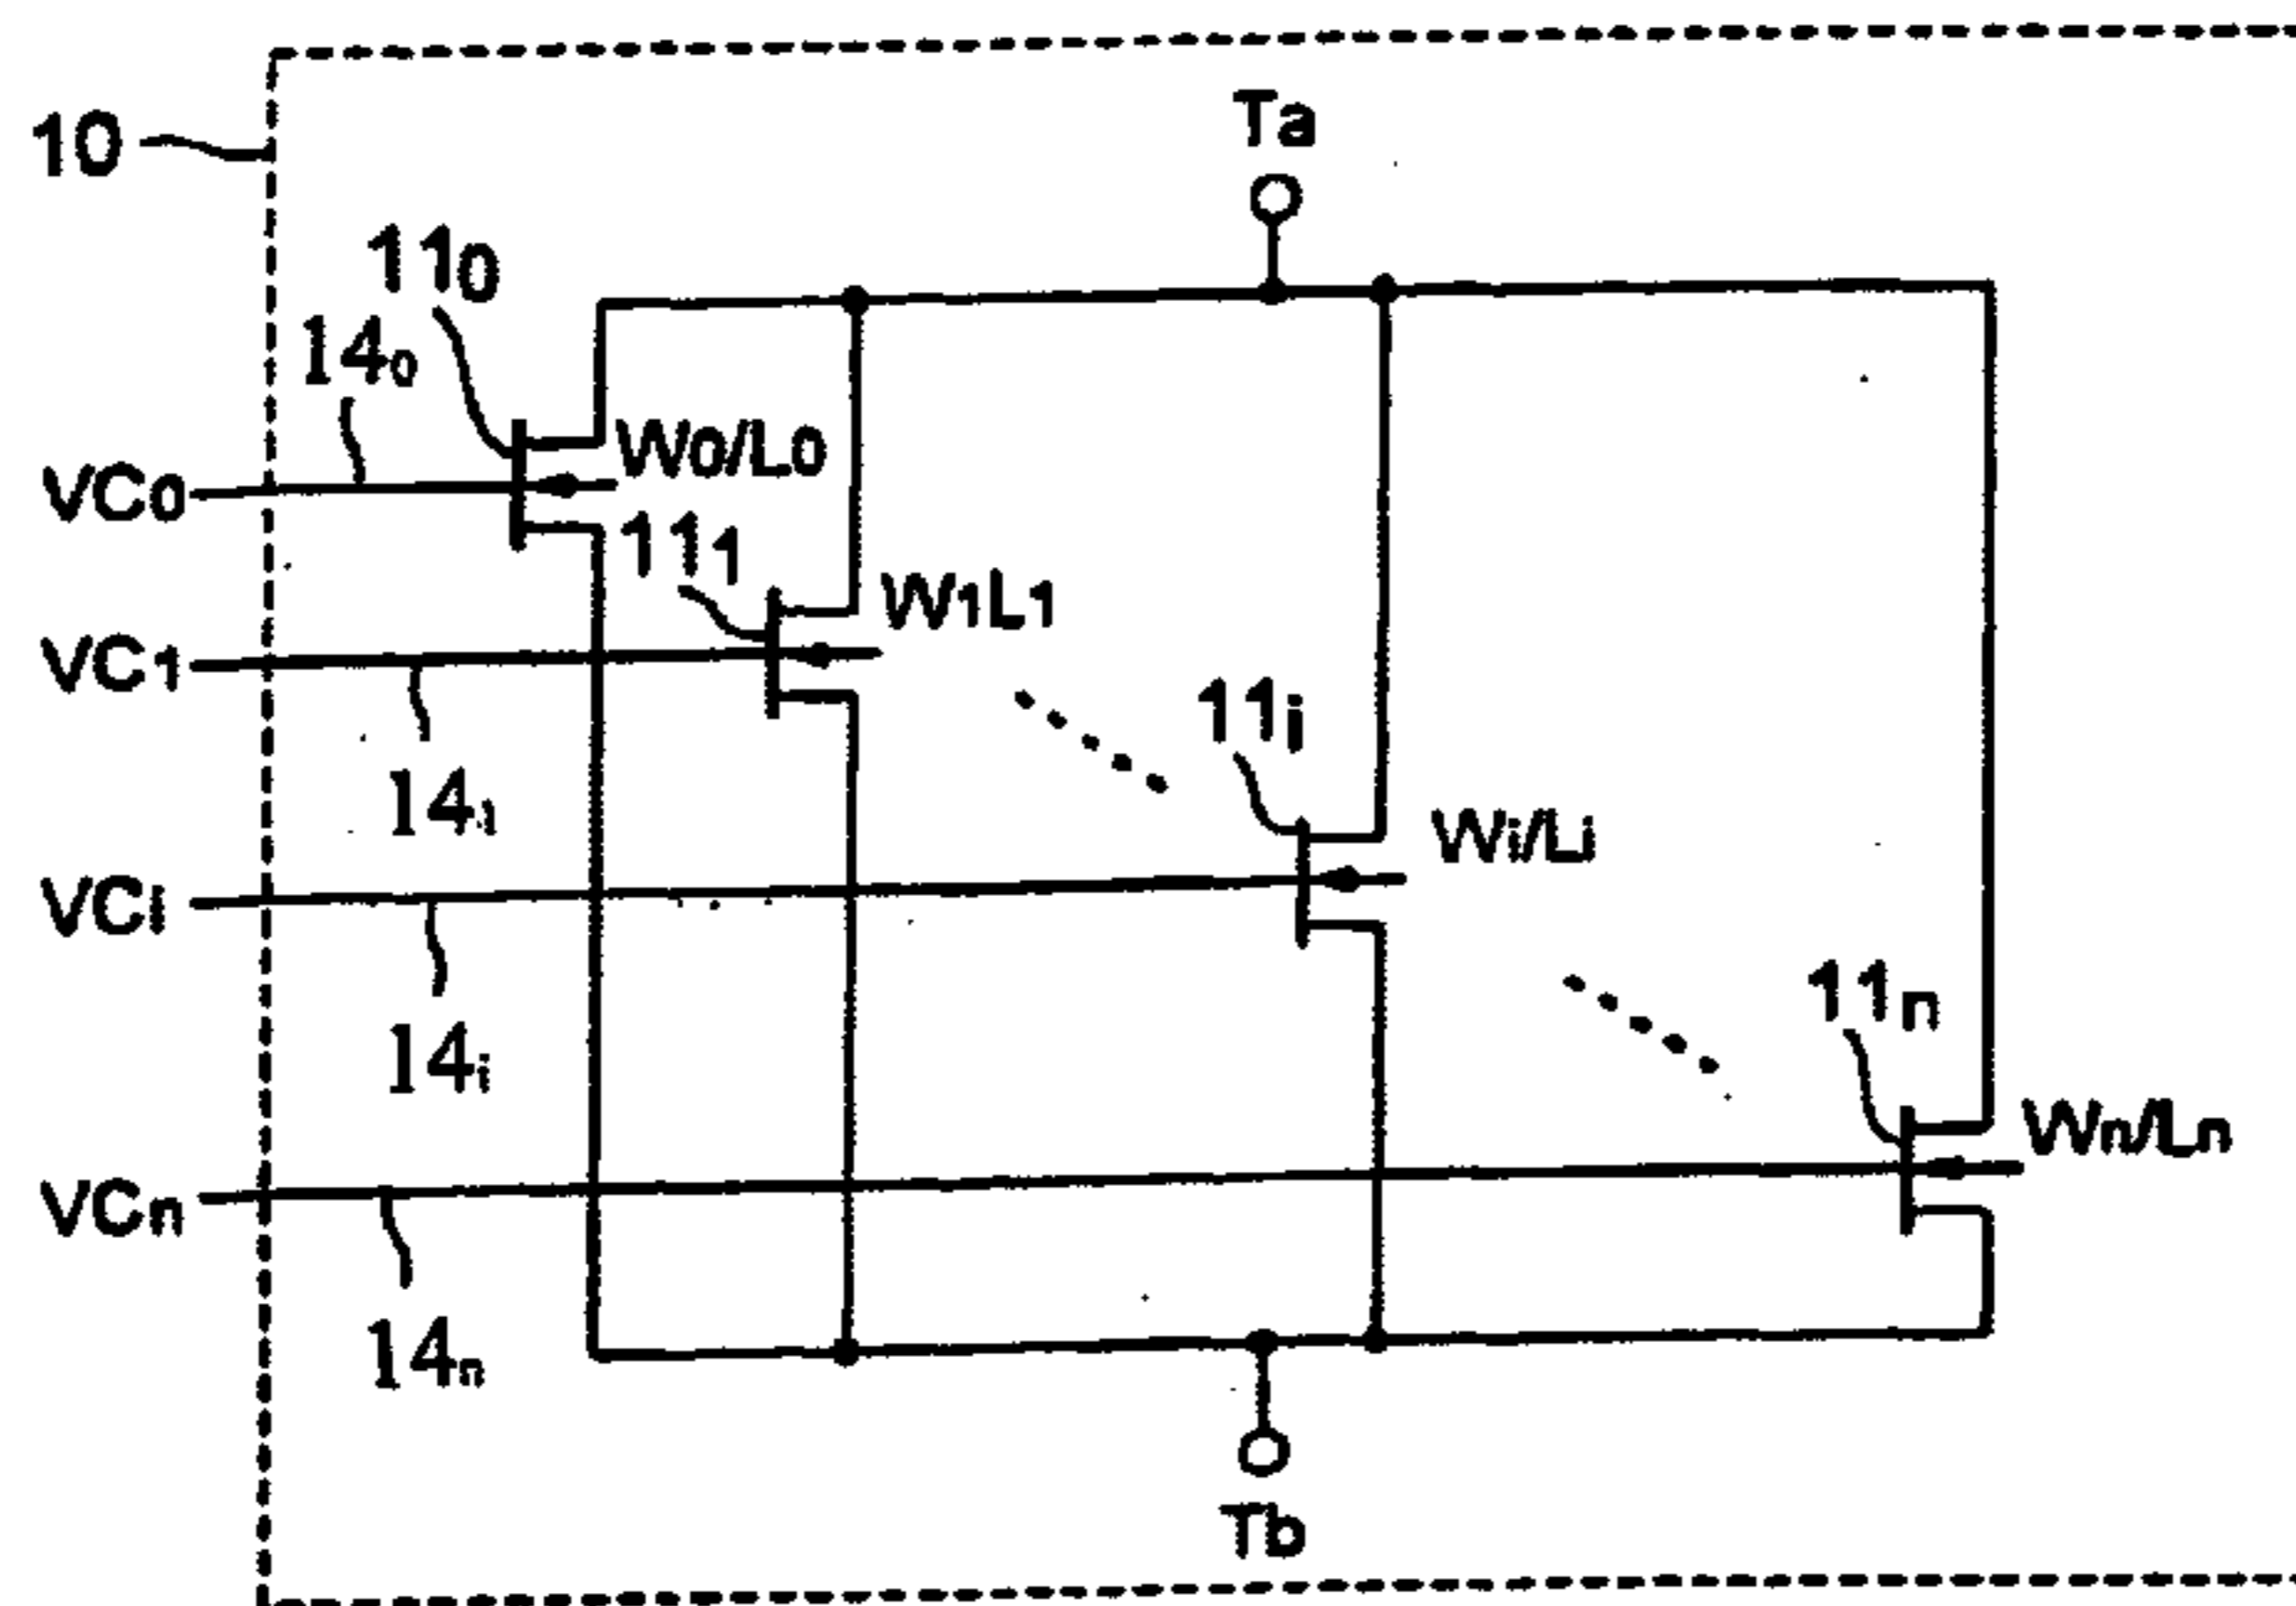 Ta
10
11₀
14₀
W₀/L₀
VC₀
11₁
W₁L₁
VC₁
11ᵢ
14₁
Wᵢ/Lᵢ
VCᵢ
11ₙ
14ᵢ
Wₙ/Lₙ
VCₙ
14ₙ
Tb